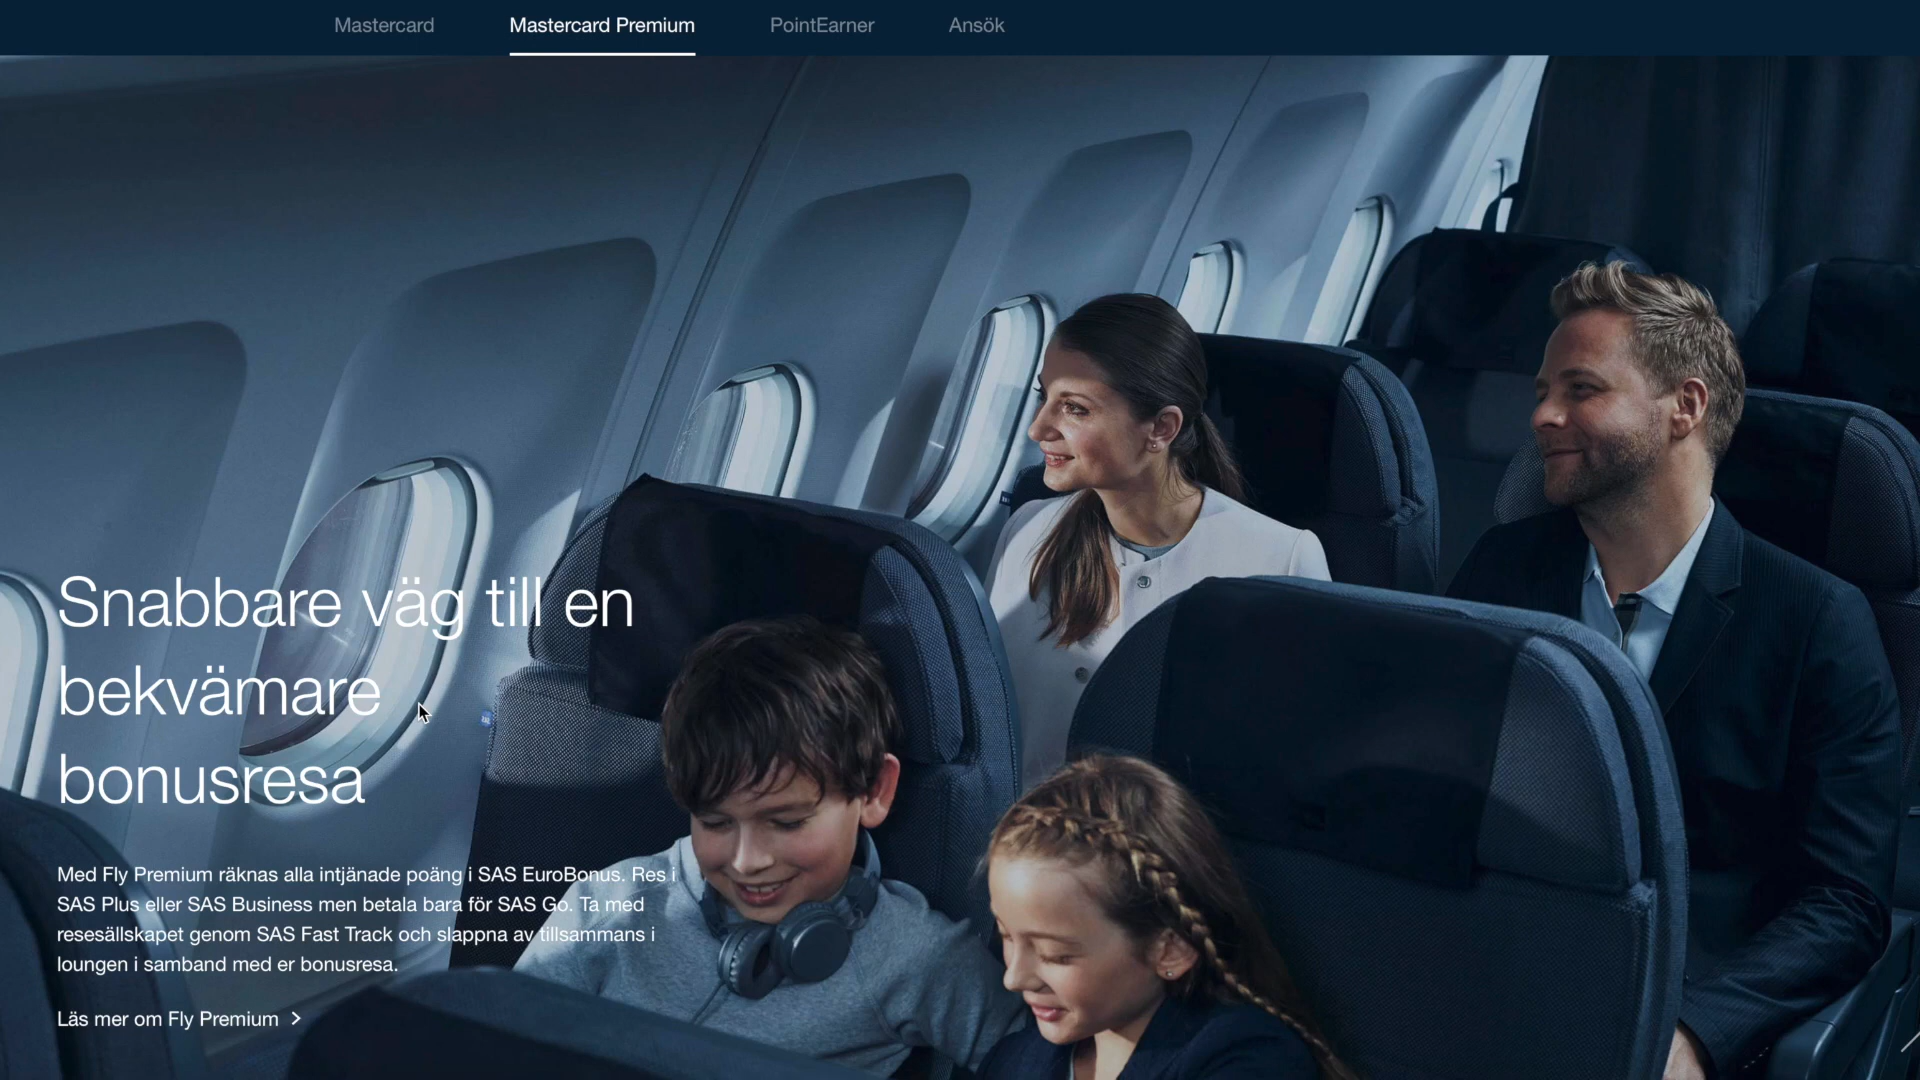 Mastercard
Mastercard Premium
PointEarner
Ansök
Snabbare väg till en
bekvämare
bonusresa
Med Fly Premium räknas alla intjänade poäng i SAS EuroBonus. Res i
SAS Plus eller SAS Business men betala bara för SAS Go. Ta med
resesällskapet genom SAS Fast Track och slappna av tillsammans i
loungen i samband med er bonusresa.
Läs mer om Fly Premium